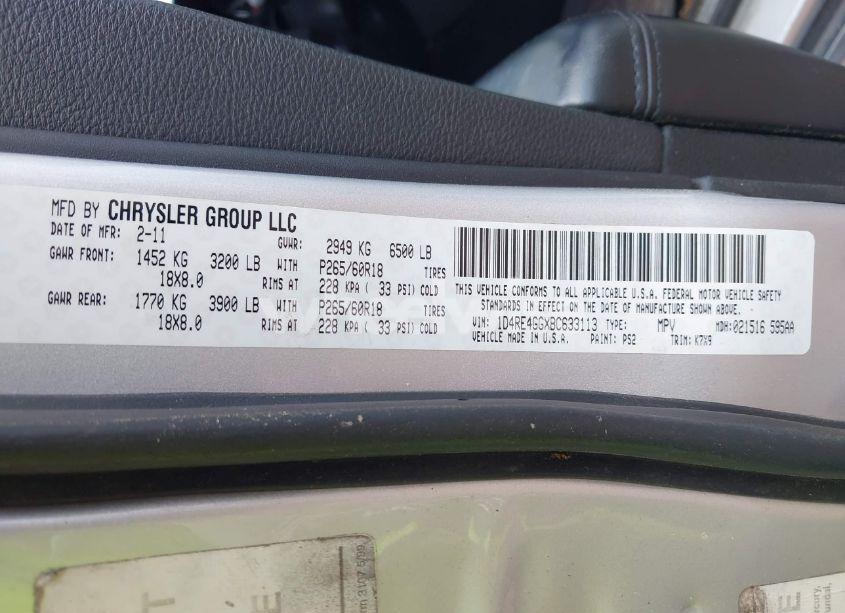 MFD BY CHRYSLER GROUP LLC
DATE OF MFR: 2-11 GVWR: 2949 KG 6500 LB
GAWR FRONT: 1452 KG 3200 LB WITH P265/60R18 TIRES
18X8.0 RIMS AT 228 KPA ( 33 PSI) COLD
GAWR REAR: 1770 KG 3900 LB WITH P265/60R18 TIRES
18X8.0 RIMS AT 228 KPA ( 33 PSI) COLD
THIS VEHICLE CONFORMS TO ALL APPLICABLE U.S.A. FEDERAL MOTOR VEHICLE SAFETY
STANDARDS IN EFFECT ON THE DATE OF MANUFACTURE SHOWN ABOVE.
VIN: 1D4RE4GGXBC633113 TYPE: MPV MDH: 021516 595AA
VEHICLE MADE IN U.S.A. PAINT: PS2 TRIM: K7X9